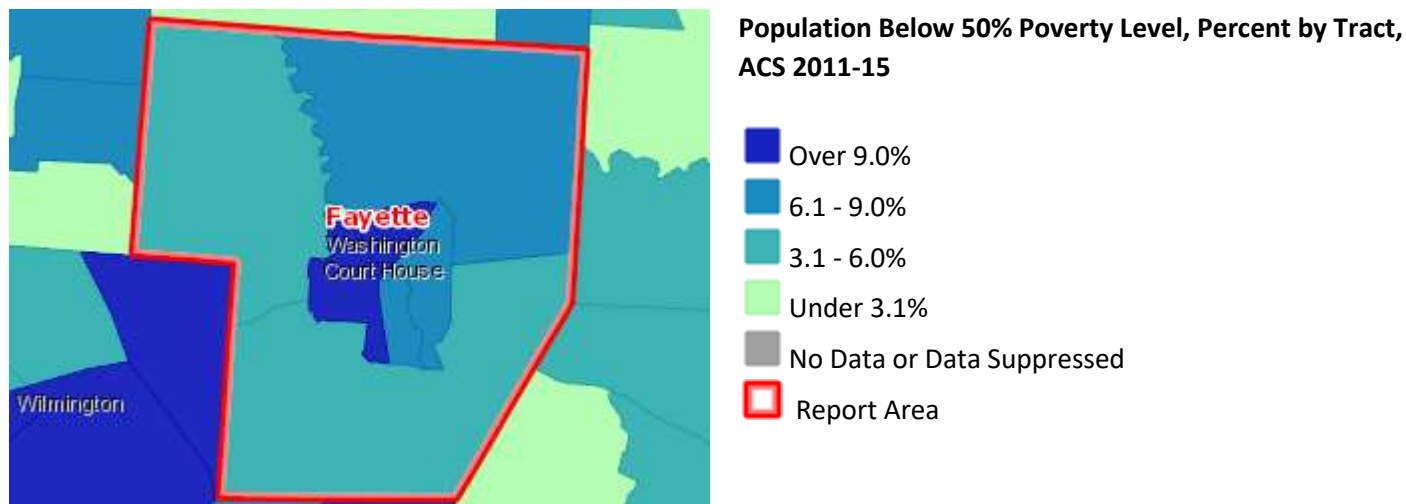 Population Below 50% Poverty Level, Percent by Tract,
ACS 2011-15
Over 9.0%
6.1 - 9.0%
3.1 - 6.0%
Under 3.1%
No Data or Data Suppressed
Report Area
Fayette
Washington
Court House
Wilmington